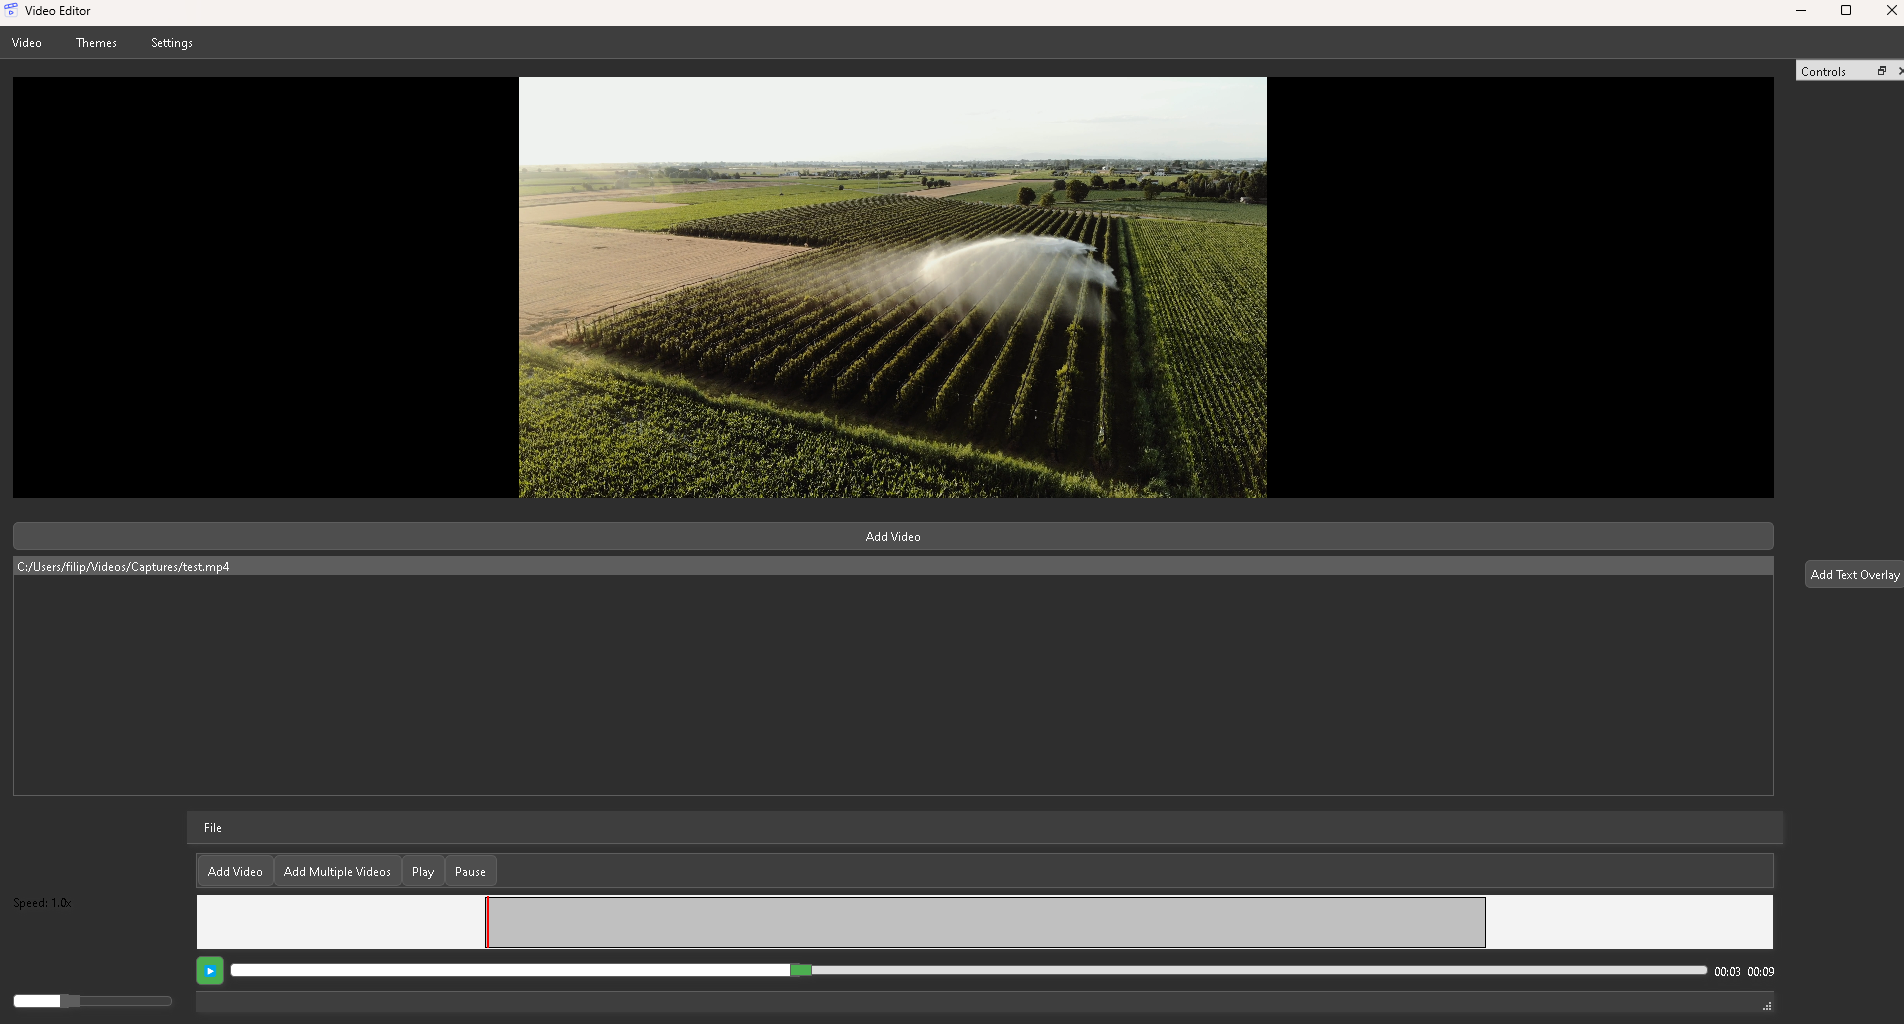 Video Editor
Video Themes Settings
Controls
Add Video
C:/Users/filip/Videos/Captures/test.mp4
Add Text Overlay
File
Add Video Add Multiple Videos Play Pause
Speed: 1.0x
00:03 00:09